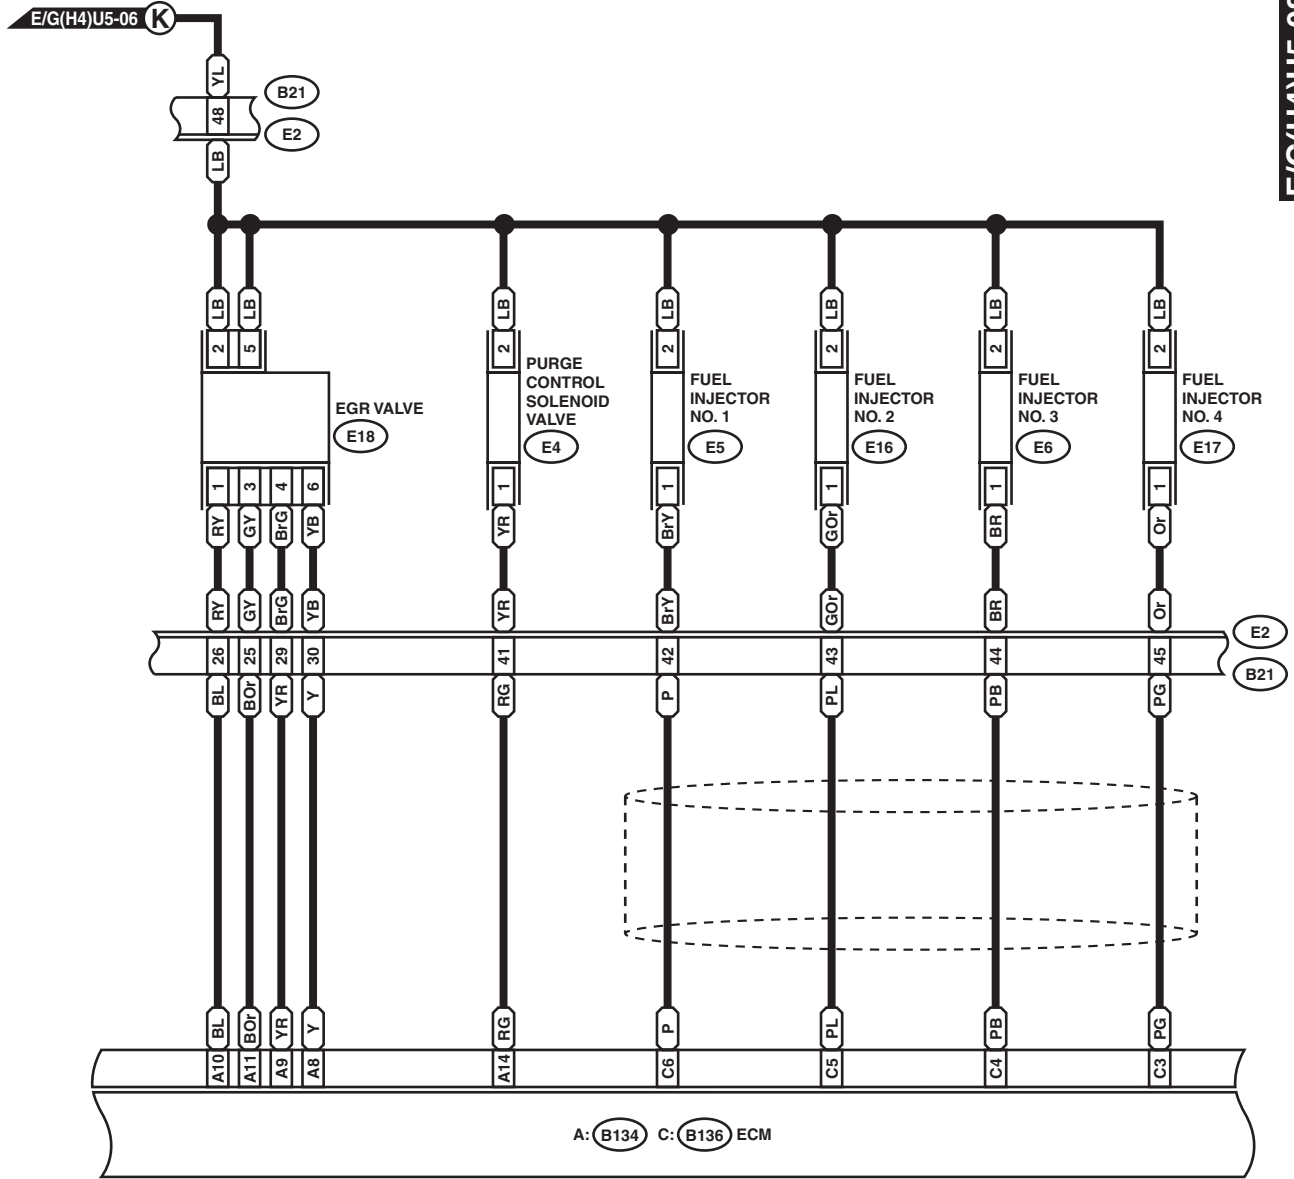 E/G(H4)U5-06 K
YL
B21
48
E2
LB
LB LB LB LB LB LB LB
2 5 2 2 2 2 2
PURGE
CONTROL
SOLENOID
VALVE
E4
EGR VALVE
E18
FUEL
INJECTOR
NO. 1
E5
FUEL
INJECTOR
NO. 2
E16
FUEL
INJECTOR
NO. 3
E6
FUEL
INJECTOR
NO. 4
E17
1 3 4 6 1 1 1 1 1
RY GY BrG YB YR BrY GOr BR Or
RY GY BrG YB YR BrY GOr BR Or
E2
26 25 29 30 41 42 43 44 45
B21
BL BOr YR Y RG P PL PB PG
BL BOr YR Y RG P PL PB PG
A10 A11 A9 A8 A14 C6 C5 C4 C3
A: B134 C: B136 ECM